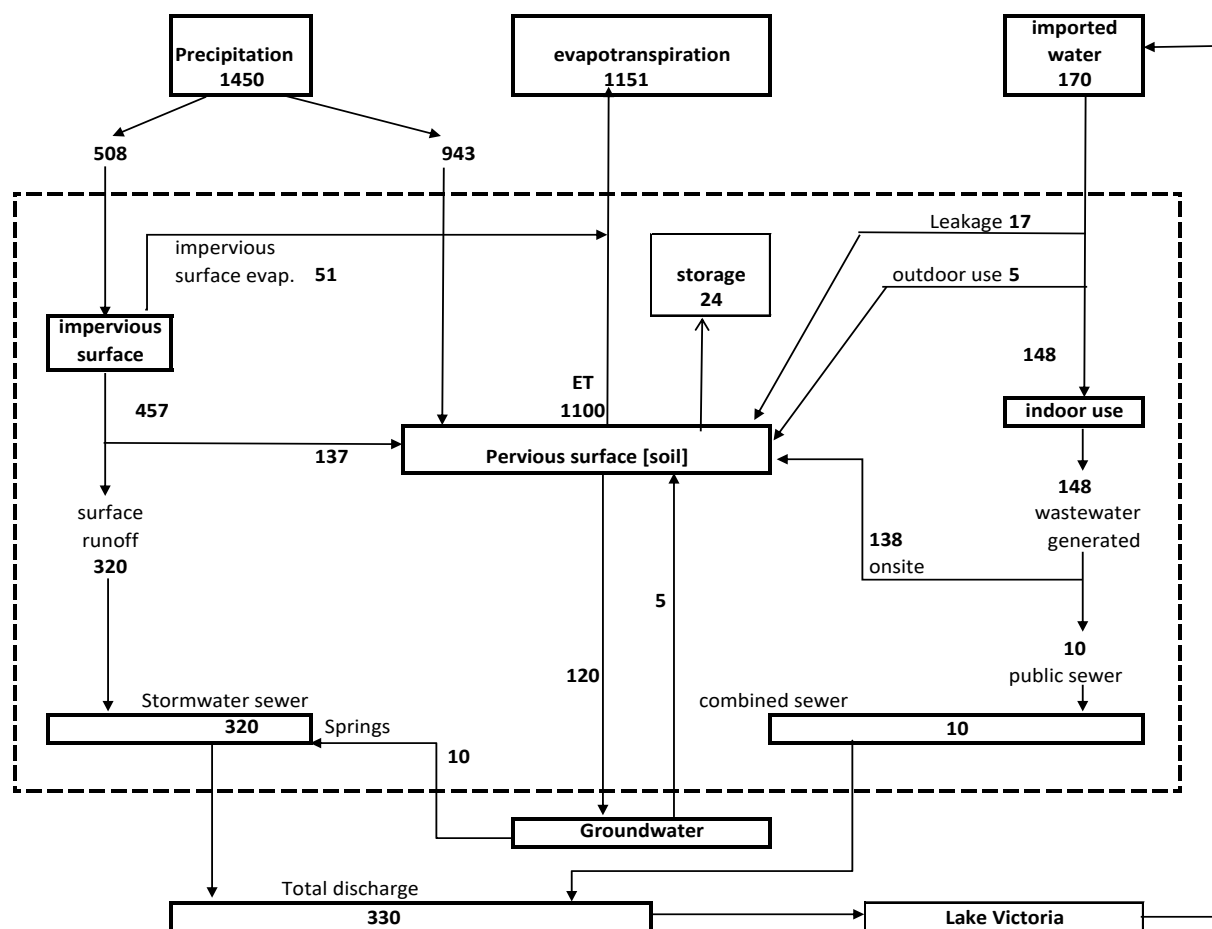 Precipitation
1450
evapotranspiration
1151
imported
water
170
508
943
Leakage 17
impervious
surface evap. 51
storage
24
outdoor use 5
impervious
surface
148
ET
1100
457
indoor use
137
Pervious surface [soil]
148
wastewater
generated
surface
runoff
320
138
onsite
5
120
10
public sewer
Stormwater sewer
320
Springs
10
combined sewer
10
Groundwater
Total discharge
330
Lake Victoria